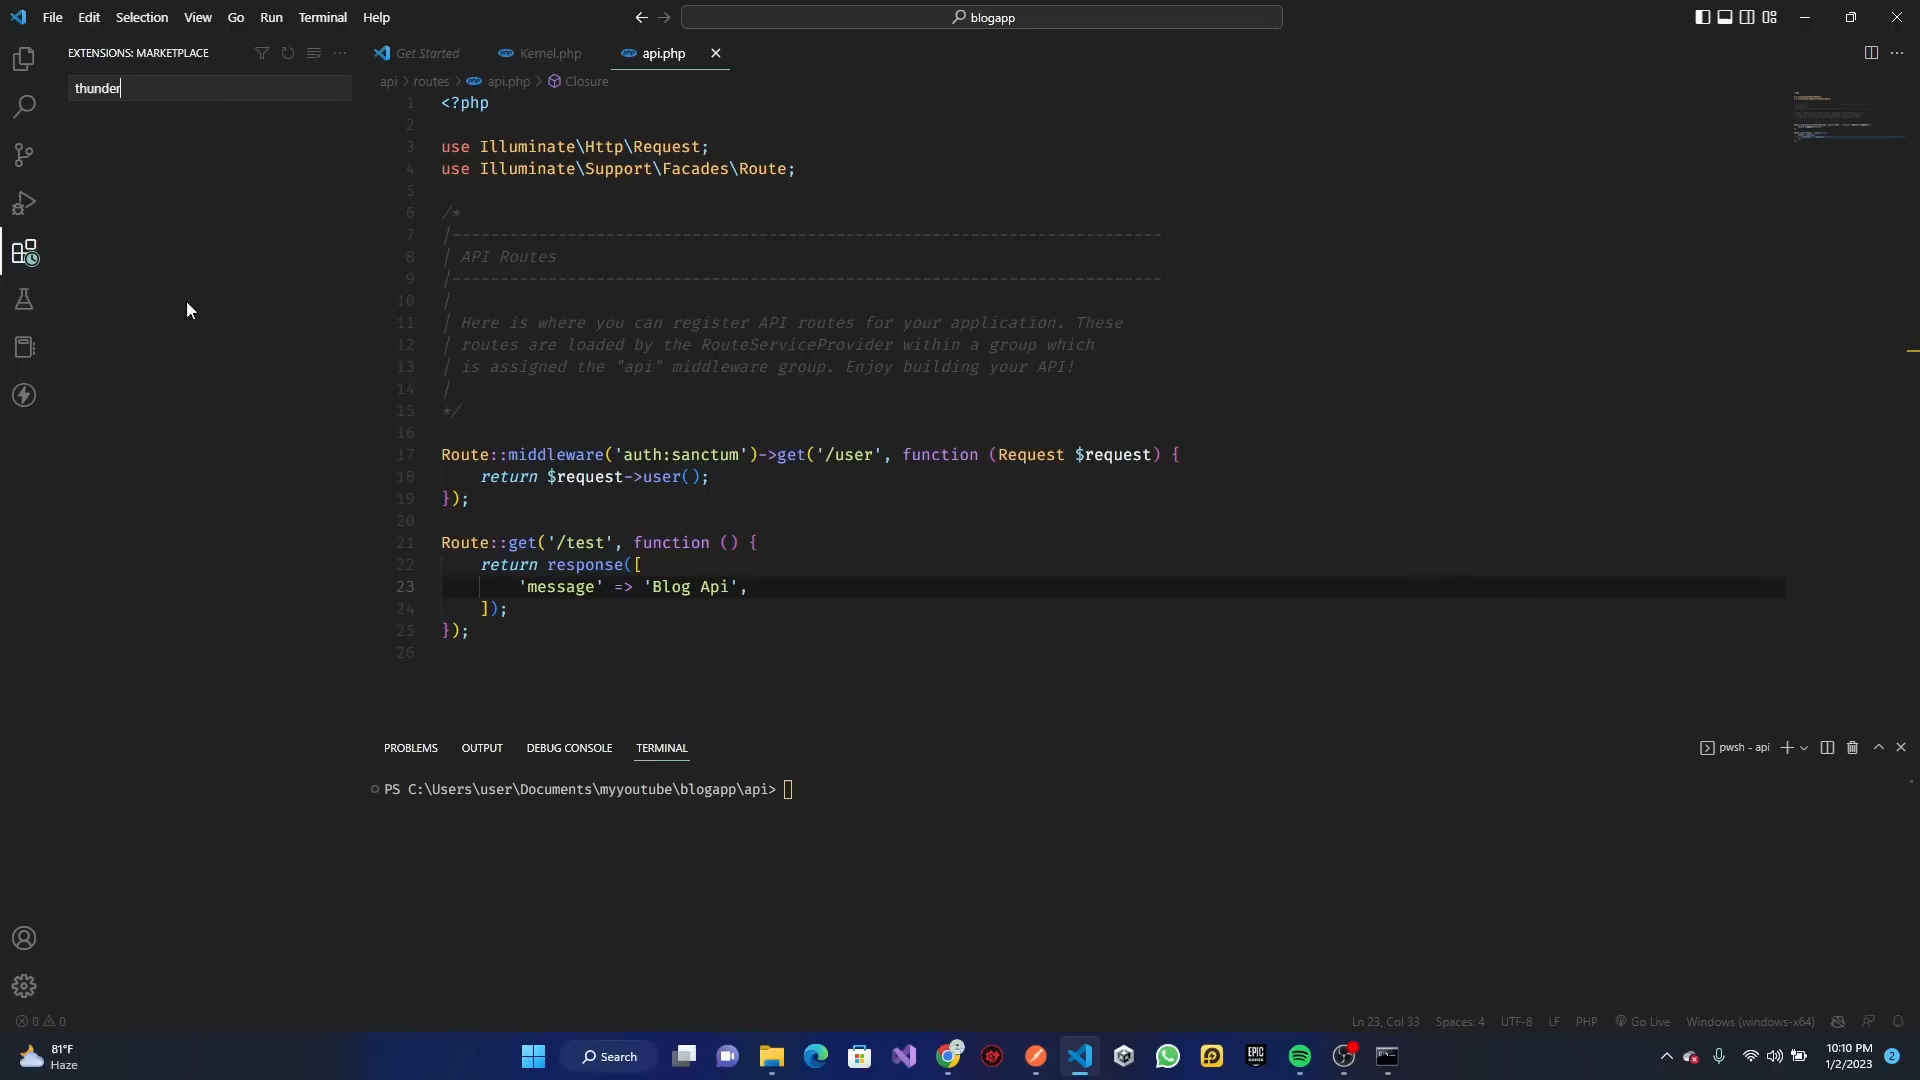 File Edit Selection View Go Run Terminal Help
blogapp
EXTENSIONS: MARKETPLACE
thunder
Get Started Kernel.php api.php
api > routes > api.php > Closure
1 <?php
2
3 use Illuminate\Http\Request;
4 use Illuminate\Support\Facades\Route;
5
6 /*
7 |--------------------------------------------------------------------------
8 | API Routes
9 |--------------------------------------------------------------------------
10 |
11 | Here is where you can register API routes for your application. These
12 | routes are loaded by the RouteServiceProvider within a group which
13 | is assigned the "api" middleware group. Enjoy building your API!
14 |
15 */
16
17 Route::middleware('auth:sanctum')->get('/user', function (Request $request) {
18 return $request->user();
19 });
20
21 Route::get('/test', function () {
22 return response([
23 'message' => 'Blog Api',
24 ]);
25 });
26
PROBLEMS OUTPUT DEBUG CONSOLE TERMINAL
pwsh - api
PS C:\Users\user\Documents\myyoutube\blogapp\api>
0 0
Ln 23, Col 33 Spaces: 4 UTF-8 LF PHP Go Live Windows (windows-x64)
81°F
Haze
Search
EPIC
GAMES
10:10 PM
1/2/2023
2